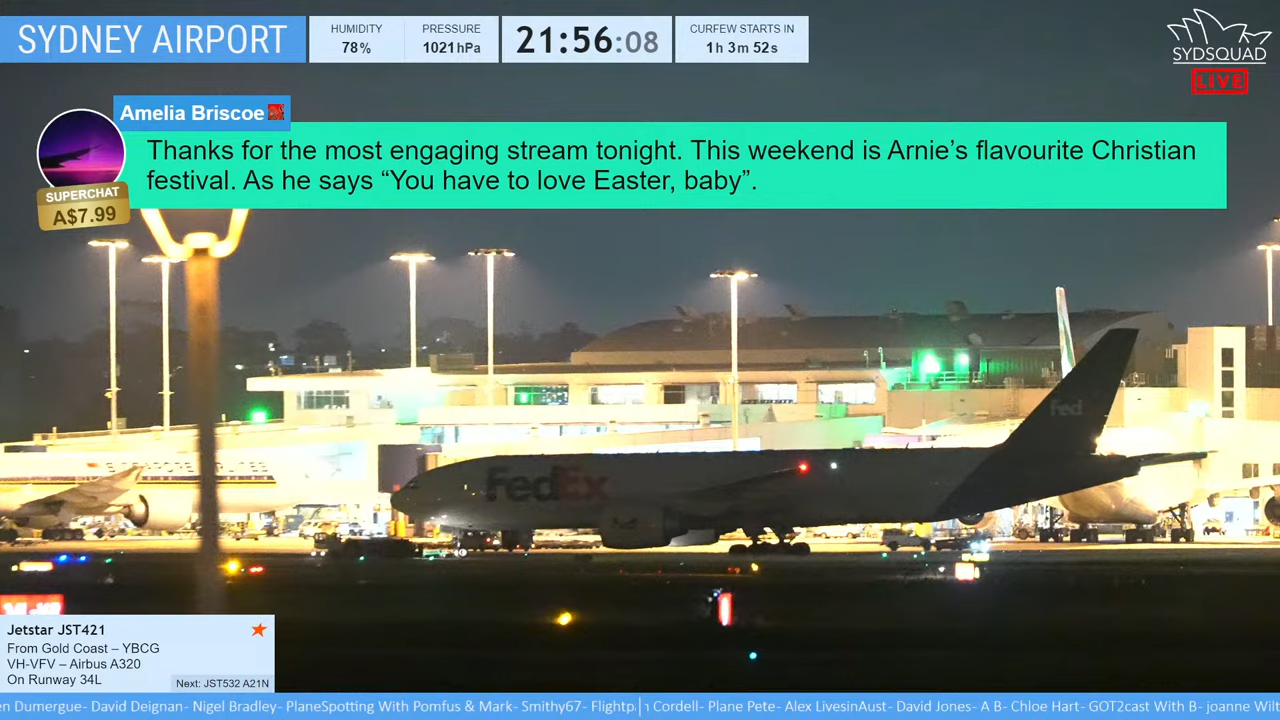 SYDNEY AIRPORT
HUMIDITY
78%
PRESSURE
1021hPa
21:56:08
CURFEW STARTS IN
1h 3m 52s
SYDSQUAD
LIVE
Amelia Briscoe
Thanks for the most engaging stream tonight. This weekend is Arnie’s flavourite Christian
festival. As he says “You have to love Easter, baby”.
SUPERCHAT
A$7.99
Fed
FedEx
Jetstar JST421
From Gold Coast – YBCG
VH-VFV – Airbus A320
On Runway 34L
Next: JST532 A21N
en Dumergue- David Deignan- Nigel Bradley- PlaneSpotting With Pomfus & Mark- Smithy67- Flightp
Cordell- Plane Pete- Alex LivesinAust- David Jones- A B- Chloe Hart- GOT2cast With B- joanne Wilt